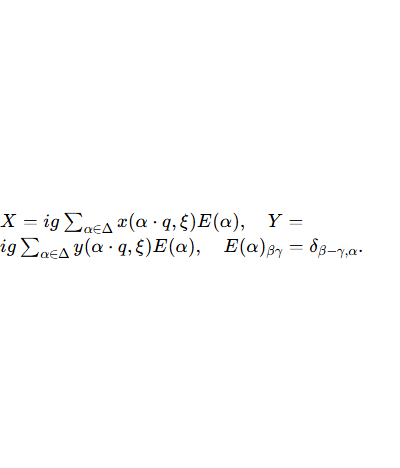 X = ig ∑_{α∈Δ} x(α · q, ξ)E(α), Y =
ig ∑_{α∈Δ} y(α · q, ξ)E(α), E(α)_{βγ} = δ_{β−γ,α}.